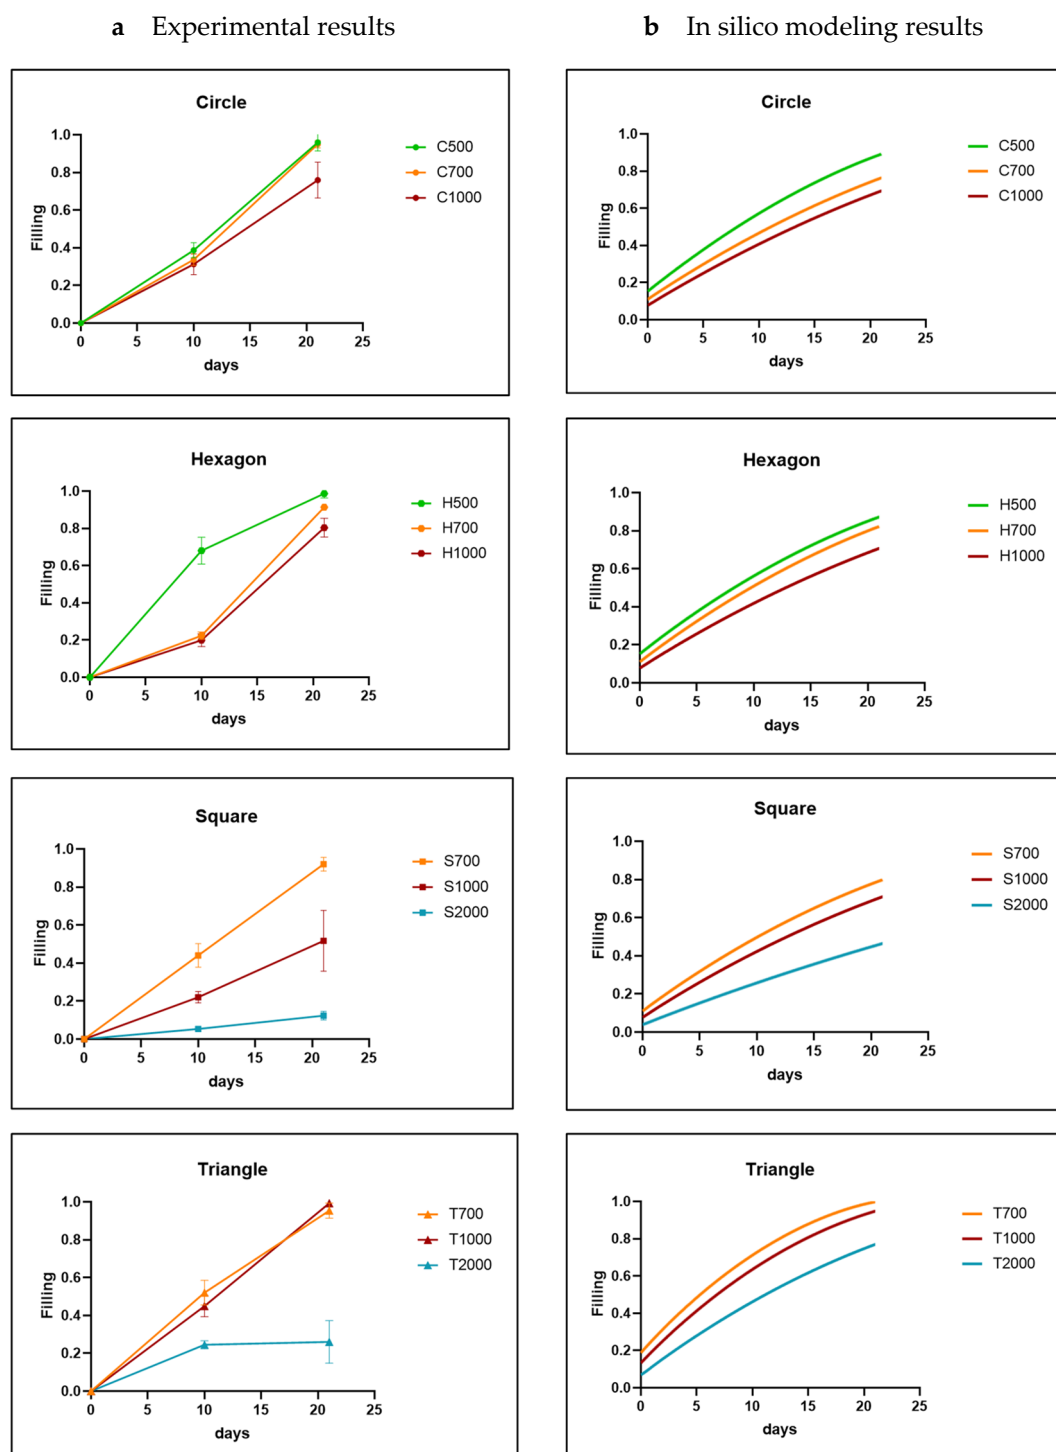 a Experimental results
b In silico modeling results
Circle
1.0
0.8
0.6
0.4
0.2
0.0
0 5 10 15 20 25
Filling
days
C500
C700
C1000
Circle
1.0
0.8
0.6
0.4
0.2
0.0
0 5 10 15 20 25
Filling
days
C500
C700
C1000
Hexagon
1.0
0.8
0.6
0.4
0.2
0.0
0 5 10 15 20 25
Filling
days
H500
H700
H1000
Hexagon
1.0
0.8
0.6
0.4
0.2
0.0
0 5 10 15 20 25
Filling
days
H500
H700
H1000
Square
1.0
0.8
0.6
0.4
0.2
0.0
0 5 10 15 20 25
Filling
days
S700
S1000
S2000
Square
1.0
0.8
0.6
0.4
0.2
0.0
0 5 10 15 20 25
Filling
days
S700
S1000
S2000
Triangle
1.0
0.8
0.6
0.4
0.2
0.0
0 5 10 15 20 25
Filling
days
T700
T1000
T2000
Triangle
1.0
0.8
0.6
0.4
0.2
0.0
0 5 10 15 20 25
Filling
days
T700
T1000
T2000